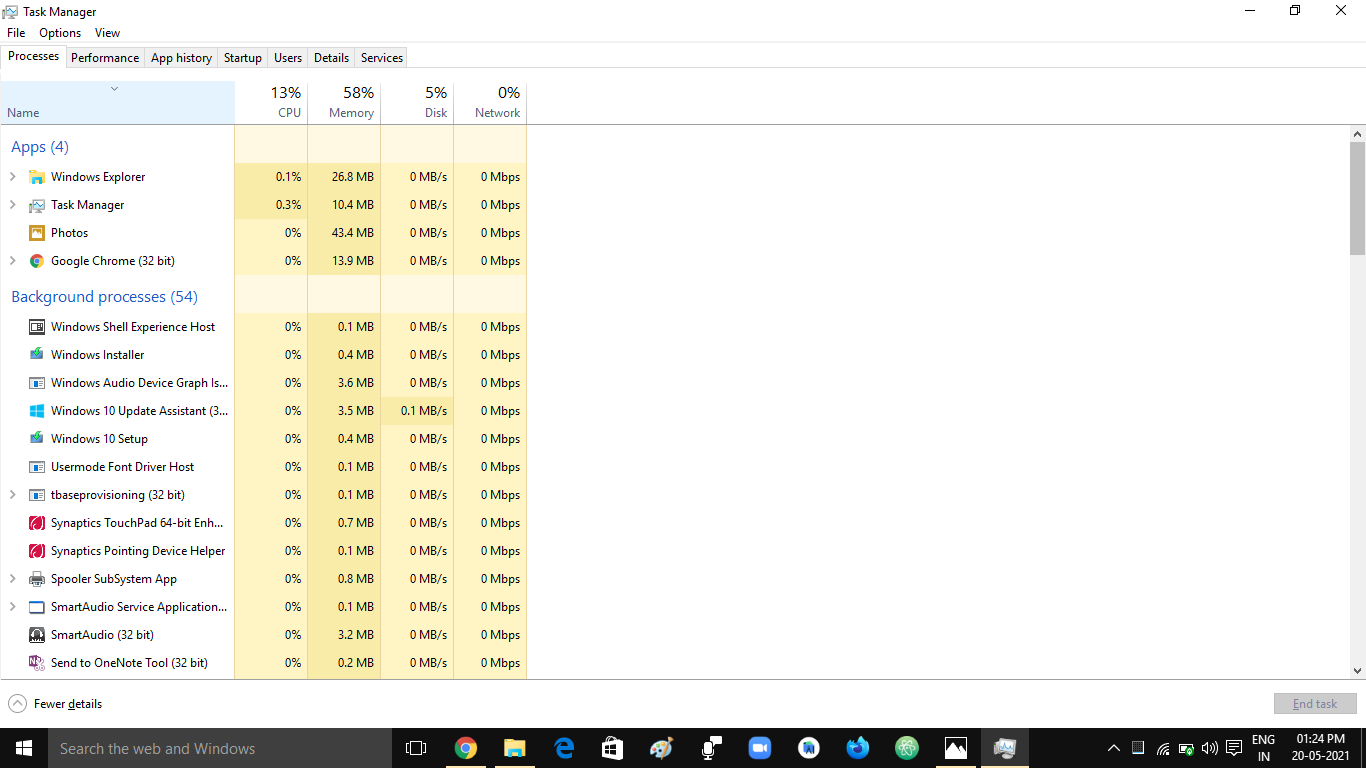 Task Manager
File Options View
Processes Performance App history Startup Users Details Services
13% 58% 5% 0%
Name CPU Memory Disk Network
Apps (4)
Windows Explorer 0.1% 26.8 MB 0 MB/s 0 Mbps
Task Manager 0.3% 10.4 MB 0 MB/s 0 Mbps
Photos 0% 43.4 MB 0 MB/s 0 Mbps
Google Chrome (32 bit) 0% 13.9 MB 0 MB/s 0 Mbps
Background processes (54)
Windows Shell Experience Host 0% 0.1 MB 0 MB/s 0 Mbps
Windows Installer 0% 0.4 MB 0 MB/s 0 Mbps
Windows Audio Device Graph Is... 0% 3.6 MB 0 MB/s 0 Mbps
Windows 10 Update Assistant (3... 0% 3.5 MB 0.1 MB/s 0 Mbps
Windows 10 Setup 0% 0.4 MB 0 MB/s 0 Mbps
Usermode Font Driver Host 0% 0.1 MB 0 MB/s 0 Mbps
tbaseprovisioning (32 bit) 0% 0.1 MB 0 MB/s 0 Mbps
Synaptics TouchPad 64-bit Enh... 0% 0.7 MB 0 MB/s 0 Mbps
Synaptics Pointing Device Helper 0% 0.1 MB 0 MB/s 0 Mbps
Spooler SubSystem App 0% 0.8 MB 0 MB/s 0 Mbps
SmartAudio Service Application... 0% 0.1 MB 0 MB/s 0 Mbps
SmartAudio (32 bit) 0% 3.2 MB 0 MB/s 0 Mbps
Send to OneNote Tool (32 bit) 0% 0.2 MB 0 MB/s 0 Mbps
Fewer details End task
Search the web and Windows
ENG 01:24 PM
IN 20-05-2021